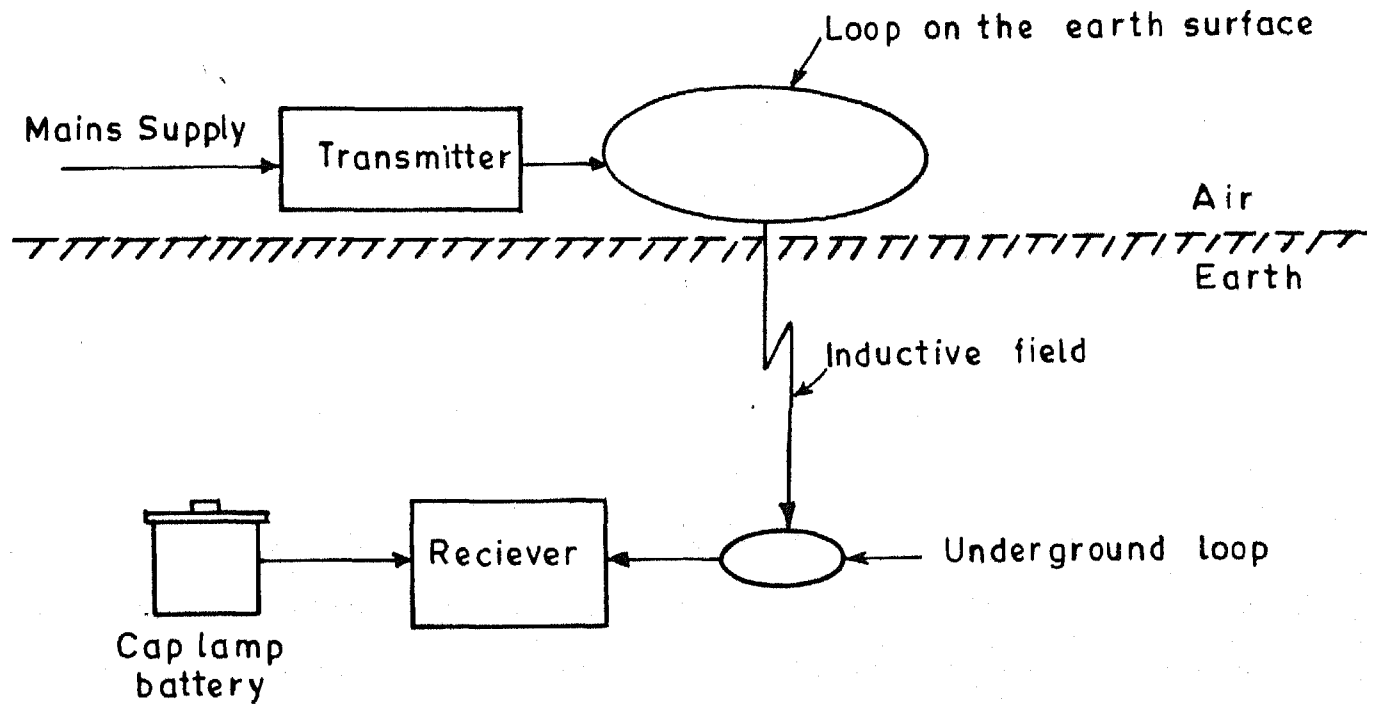 Loop on the earth surface
Mains Supply
Transmitter
Air
Earth
Inductive field
Reciever
Underground loop
Cap lamp
battery